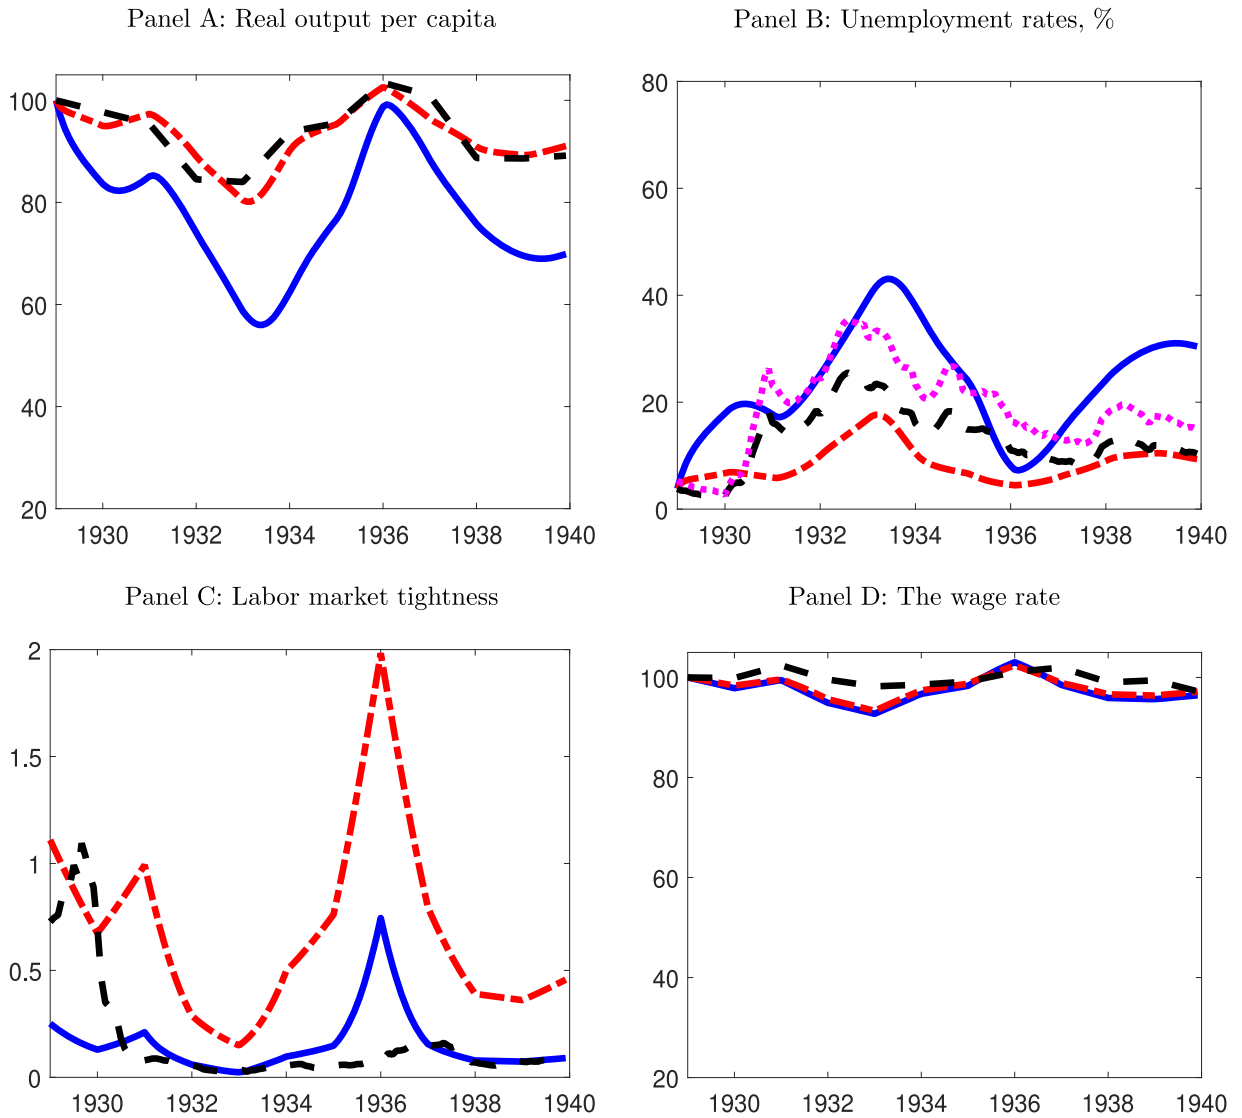 Panel A: Real output per capita
100
80
60
40
20
1930 1932 1934 1936 1938 1940
Panel B: Unemployment rates, %
80
60
40
20
0
1930 1932 1934 1936 1938 1940
Panel C: Labor market tightness
2
1.5
1
0.5
0
1930 1932 1934 1936 1938 1940
Panel D: The wage rate
100
80
60
40
20
1930 1932 1934 1936 1938 1940